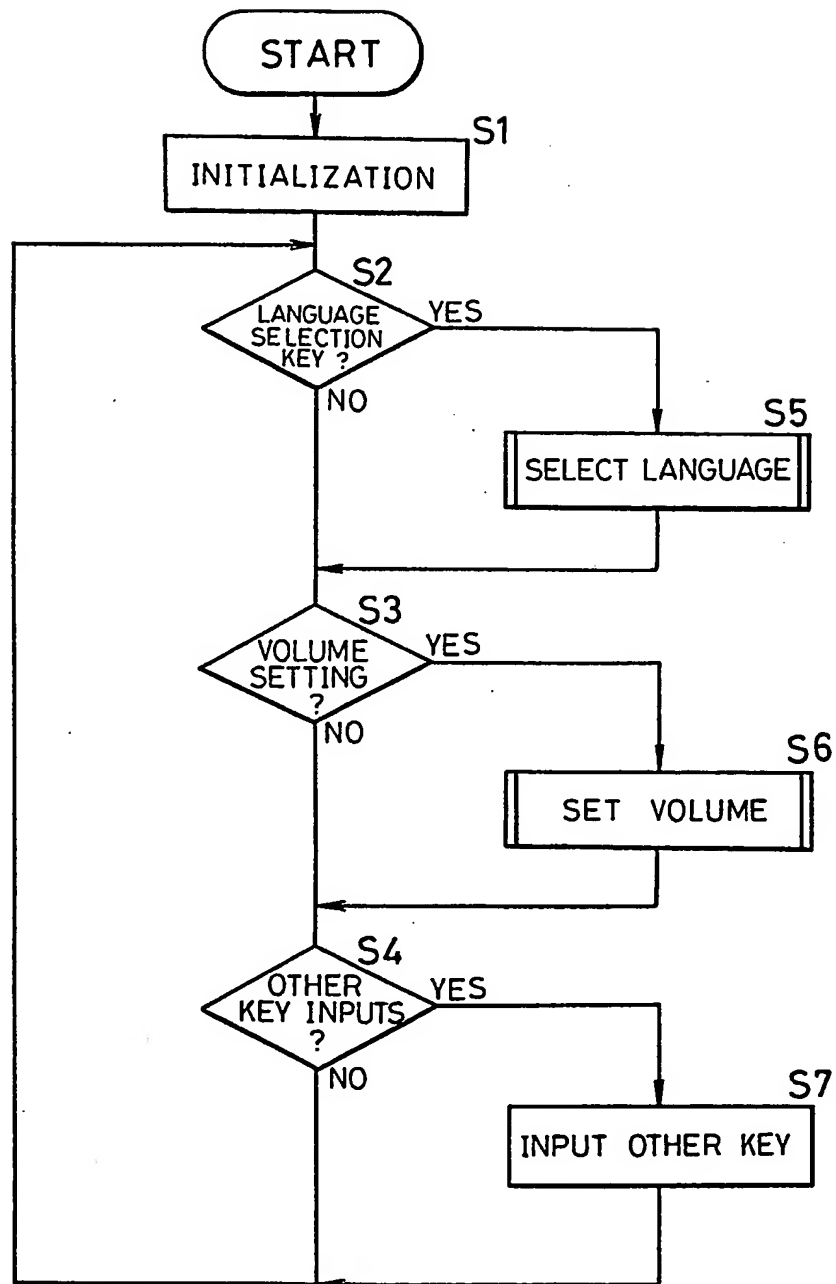 START
S1
INITIALIZATION
S2
LANGUAGE
SELECTION
KEY ?
YES
NO
S5
SELECT LANGUAGE
S3
VOLUME
SETTING
?
YES
NO
S6
SET VOLUME
S4
OTHER
KEY INPUTS
?
YES
NO
S7
INPUT OTHER KEY